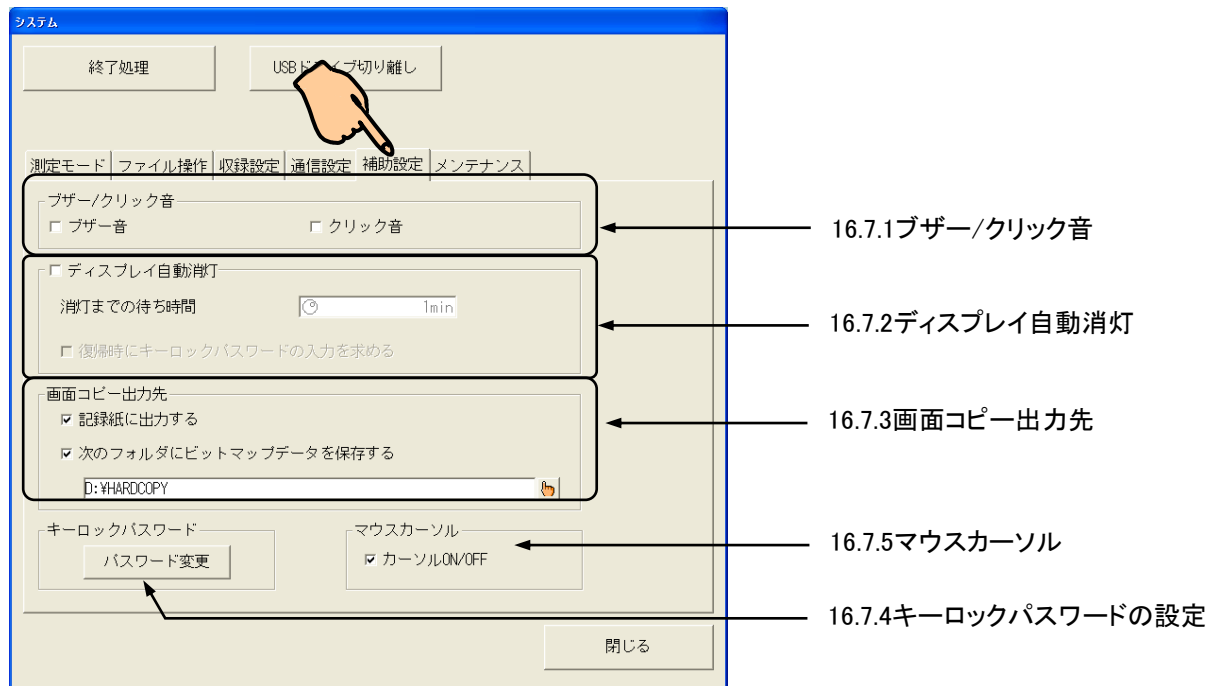 システム
終了処理
USBドライブ切り離し
測定モード ファイル操作 収録設定 通信設定 補助設定 メンテナンス
ブザー/クリック音
ブザー音 クリック音
16.7.1ブザー/クリック音
ディスプレイ自動消灯
消灯までの待ち時間 1min
16.7.2ディスプレイ自動消灯
復帰時にキーロックパスワードの入力を求める
画面コピー出力先
記録紙に出力する
16.7.3画面コピー出力先
次のフォルダにビットマップデータを保存する
D:¥HARDCOPY
キーロックパスワード マウスカーソル
16.7.5マウスカーソル
パスワード変更 カーソルON/OFF
16.7.4キーロックパスワードの設定
閉じる